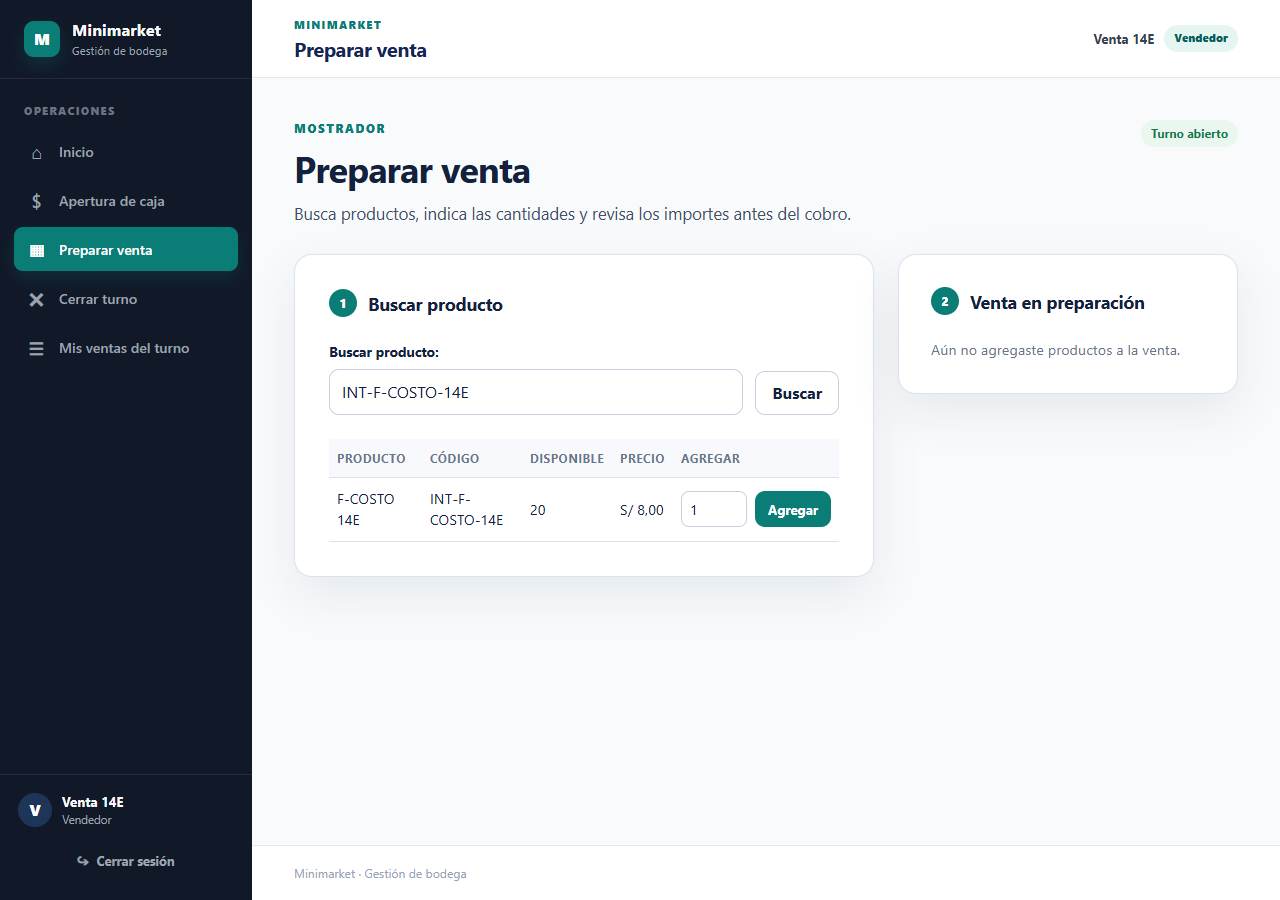 M
Minimarket
Gestión de bodega
OPERACIONES
Inicio
$ Apertura de caja
Preparar venta
Cerrar turno
Mis ventas del turno
V
Venta 14E
Vendedor
Cerrar sesión
MINIMARKET
Preparar venta
Venta 14E
Vendedor
MOSTRADOR
Turno abierto
Preparar venta
Busca productos, indica las cantidades y revisa los importes antes del cobro.
1 Buscar producto
Buscar producto:
INT-F-COSTO-14E
Buscar
PRODUCTO CÓDIGO DISPONIBLE PRECIO AGREGAR
F-COSTO
14E
INT-F-
COSTO-14E
20
S/ 8,00
1
Agregar
2 Venta en preparación
Aún no agregaste productos a la venta.
Minimarket · Gestión de bodega